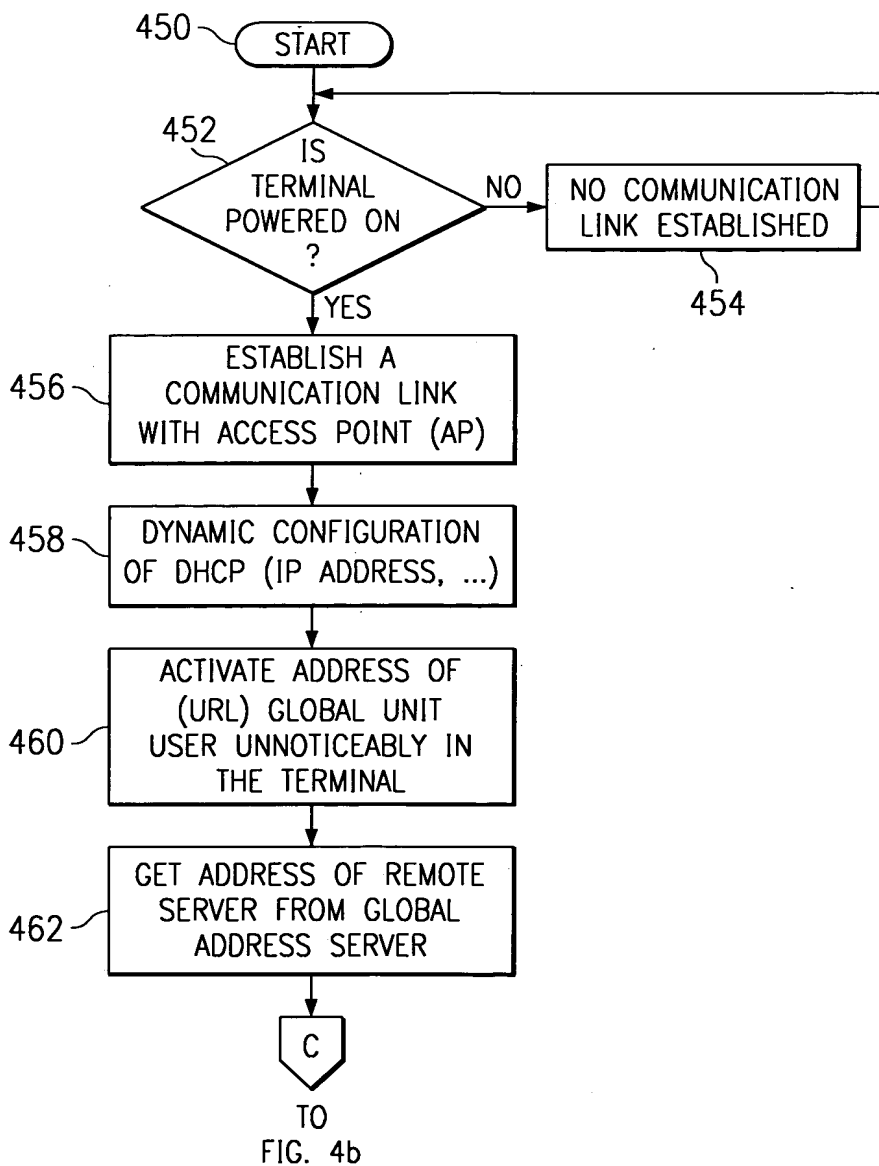 450
START
452
IS
TERMINAL
POWERED ON
?
NO
NO COMMUNICATION
LINK ESTABLISHED
454
YES
456
ESTABLISH A
COMMUNICATION LINK
WITH ACCESS POINT (AP)
458
DYNAMIC CONFIGURATION
OF DHCP (IP ADDRESS, ...)
460
ACTIVATE ADDRESS OF
(URL) GLOBAL UNIT
USER UNNOTICEABLY IN
THE TERMINAL
462
GET ADDRESS OF REMOTE
SERVER FROM GLOBAL
ADDRESS SERVER
C
TO
FIG. 4b